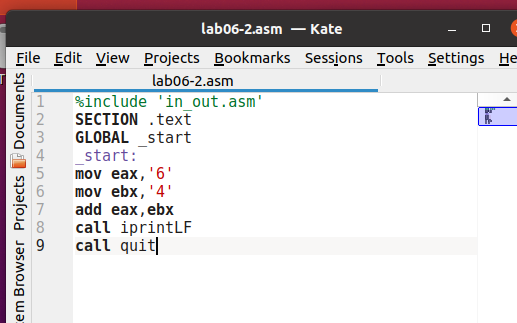 lab06-2.asm — Kate
File Edit View Projects Bookmarks Sessions Tools Settings He
lab06-2.asm
Documents
Projects
em Browser
1 %include 'in_out.asm'
2 SECTION .text
3 GLOBAL _start
4 _start:
5 mov eax,'6'
6 mov ebx,'4'
7 add eax,ebx
8 call iprintLF
9 call quit